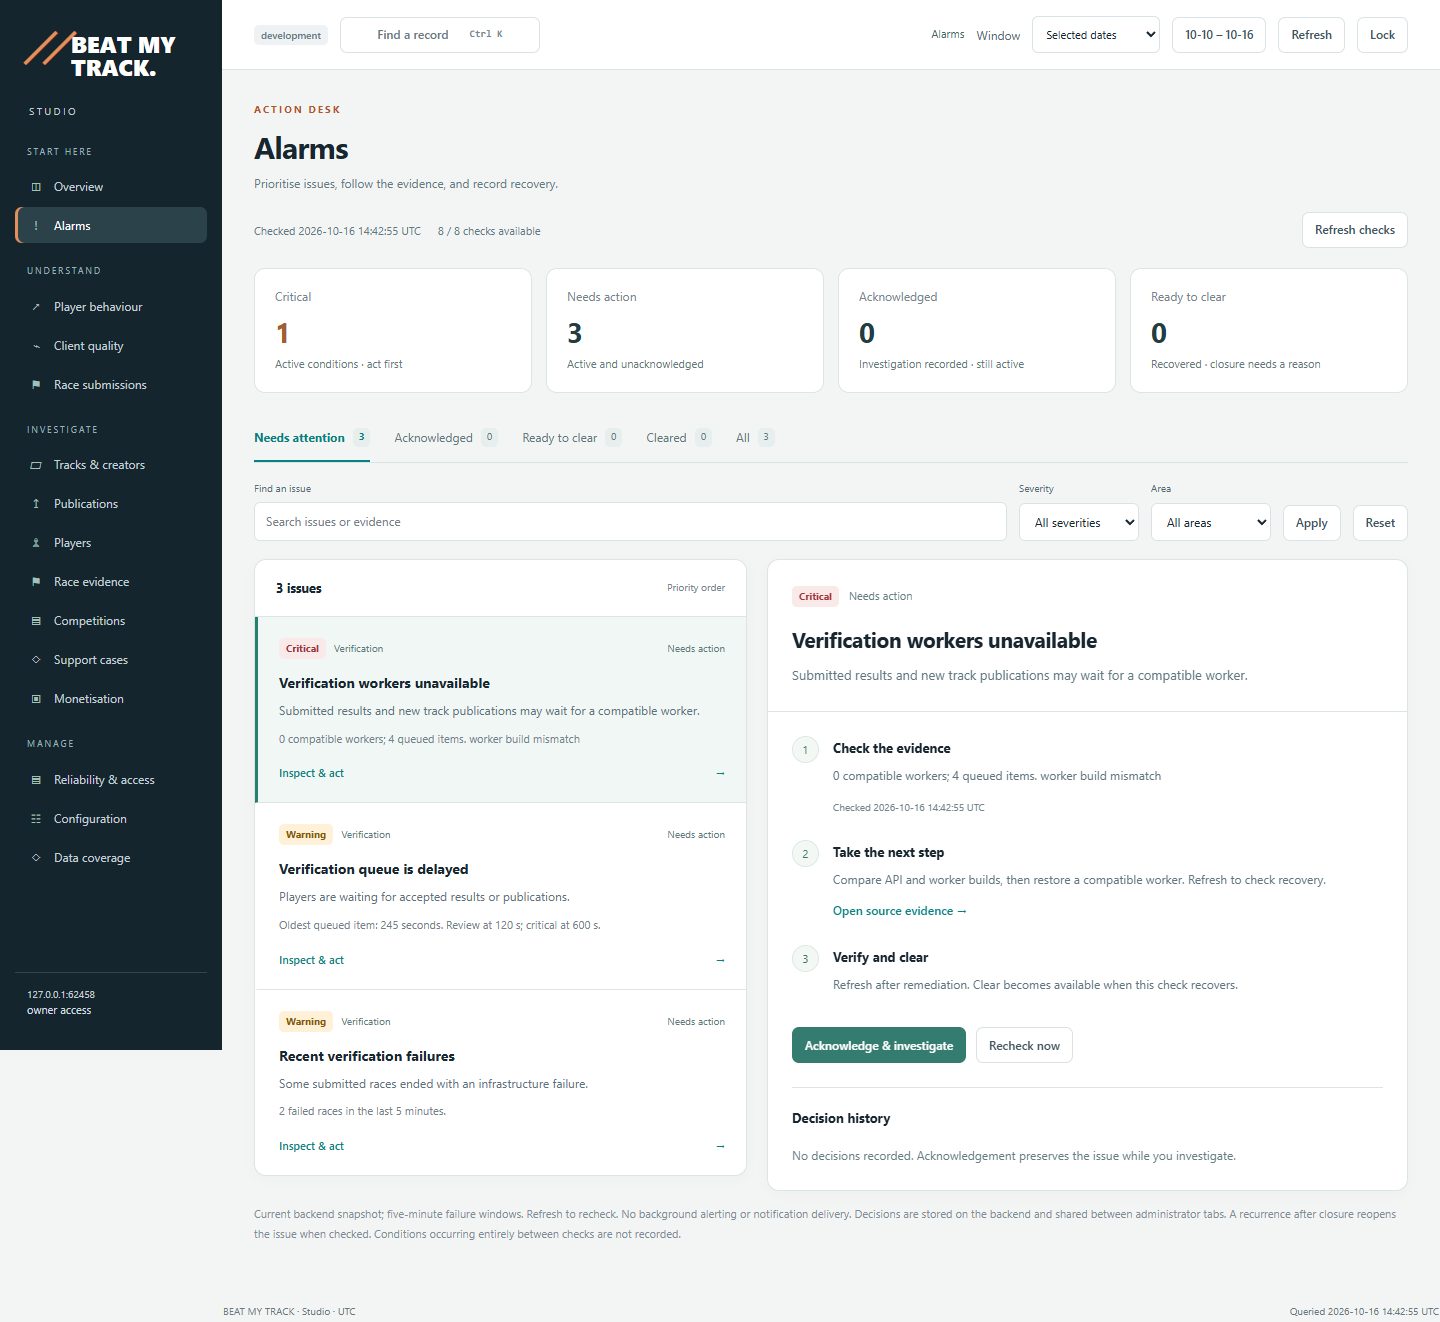 BEAT MY
TRACK.
STUDIO
START HERE
Overview
! Alarms
UNDERSTAND
Player behaviour
Client quality
Race submissions
INVESTIGATE
Tracks & creators
Publications
Players
Race evidence
Competitions
Support cases
Monetisation
MANAGE
Reliability & access
Configuration
Data coverage
127.0.0.1:62458
owner access
development
Find a record Ctrl K
Alarms Window Selected dates 10-10 – 10-16 Refresh Lock
ACTION DESK
Alarms
Prioritise issues, follow the evidence, and record recovery.
Checked 2026-10-16 14:42:55 UTC 8 / 8 checks available
Refresh checks
Critical
1
Active conditions · act first
Needs action
3
Active and unacknowledged
Acknowledged
0
Investigation recorded · still active
Ready to clear
0
Recovered · closure needs a reason
Needs attention 3 Acknowledged 0 Ready to clear 0 Cleared 0 All 3
Find an issue
Search issues or evidence
Severity
All severities
Area
All areas
Apply
Reset
3 issues Priority order
Critical Verification Needs action
Verification workers unavailable
Submitted results and new track publications may wait for a compatible worker.
0 compatible workers; 4 queued items. worker build mismatch
Inspect & act →
Warning Verification Needs action
Verification queue is delayed
Players are waiting for accepted results or publications.
Oldest queued item: 245 seconds. Review at 120 s; critical at 600 s.
Inspect & act →
Warning Verification Needs action
Recent verification failures
Some submitted races ended with an infrastructure failure.
2 failed races in the last 5 minutes.
Inspect & act →
Critical Needs action
Verification workers unavailable
Submitted results and new track publications may wait for a compatible worker.
1 Check the evidence
0 compatible workers; 4 queued items. worker build mismatch
Checked 2026-10-16 14:42:55 UTC
2 Take the next step
Compare API and worker builds, then restore a compatible worker. Refresh to check recovery.
Open source evidence →
3 Verify and clear
Refresh after remediation. Clear becomes available when this check recovers.
Acknowledge & investigate Recheck now
Decision history
No decisions recorded. Acknowledgement preserves the issue while you investigate.
Current backend snapshot; five-minute failure windows. Refresh to recheck. No background alerting or notification delivery. Decisions are stored on the backend and shared between administrator tabs. A recurrence after closure reopens
the issue when checked. Conditions occurring entirely between checks are not recorded.
BEAT MY TRACK · Studio · UTC
Queried 2026-10-16 14:42:55 UTC